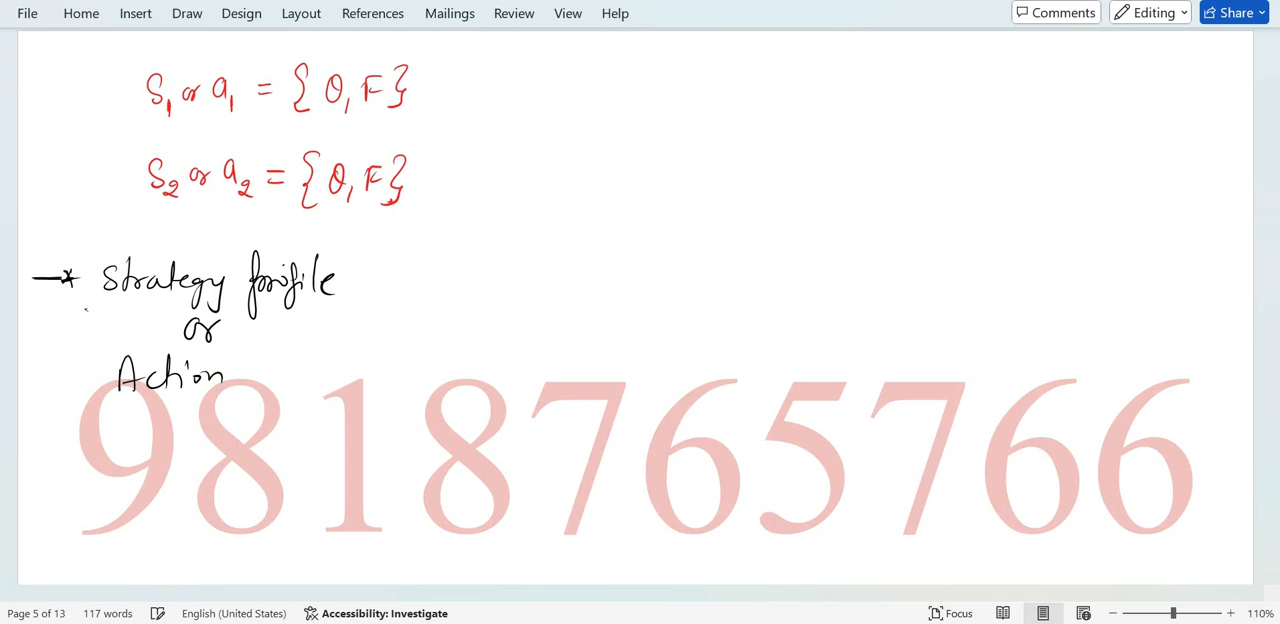 File Home Insert Draw Design Layout References Mailings Review View Help Comments Editing Share
S1 or a1 = { O, F }
S2 or a2 = { O, F }
Strategy profile
or
Action
9818765766
Page 5 of 13 117 words English (United States) Accessibility: Investigate Focus 110%